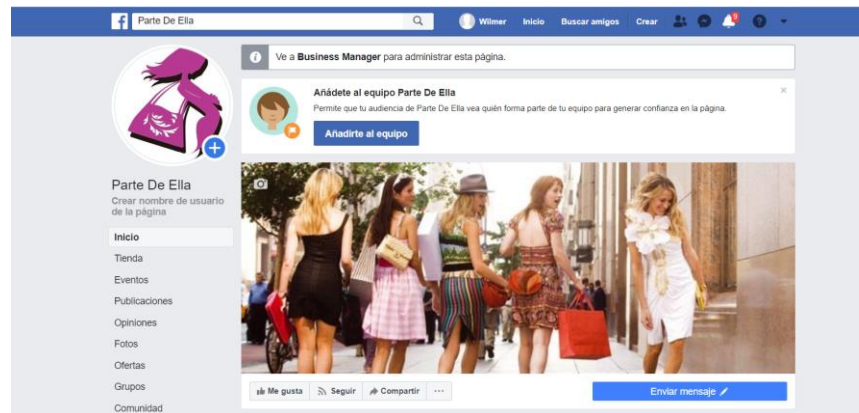 Parte De Ella
Wilmer Inicio Buscar amigos Crear 9
Ve a Business Manager para administrar esta página.
Añádete al equipo Parte De Ella
Permite que tu audiencia de Parte De Ella vea quién forma parte de tu equipo para generar confianza en la página.
Añadirte al equipo
Parte De Ella
Crear nombre de usuario
de la página
Inicio
Tienda
Eventos
Publicaciones
Opiniones
Fotos
Ofertas
Grupos
Comunidad
Me gusta Seguir Compartir
Enviar mensaje